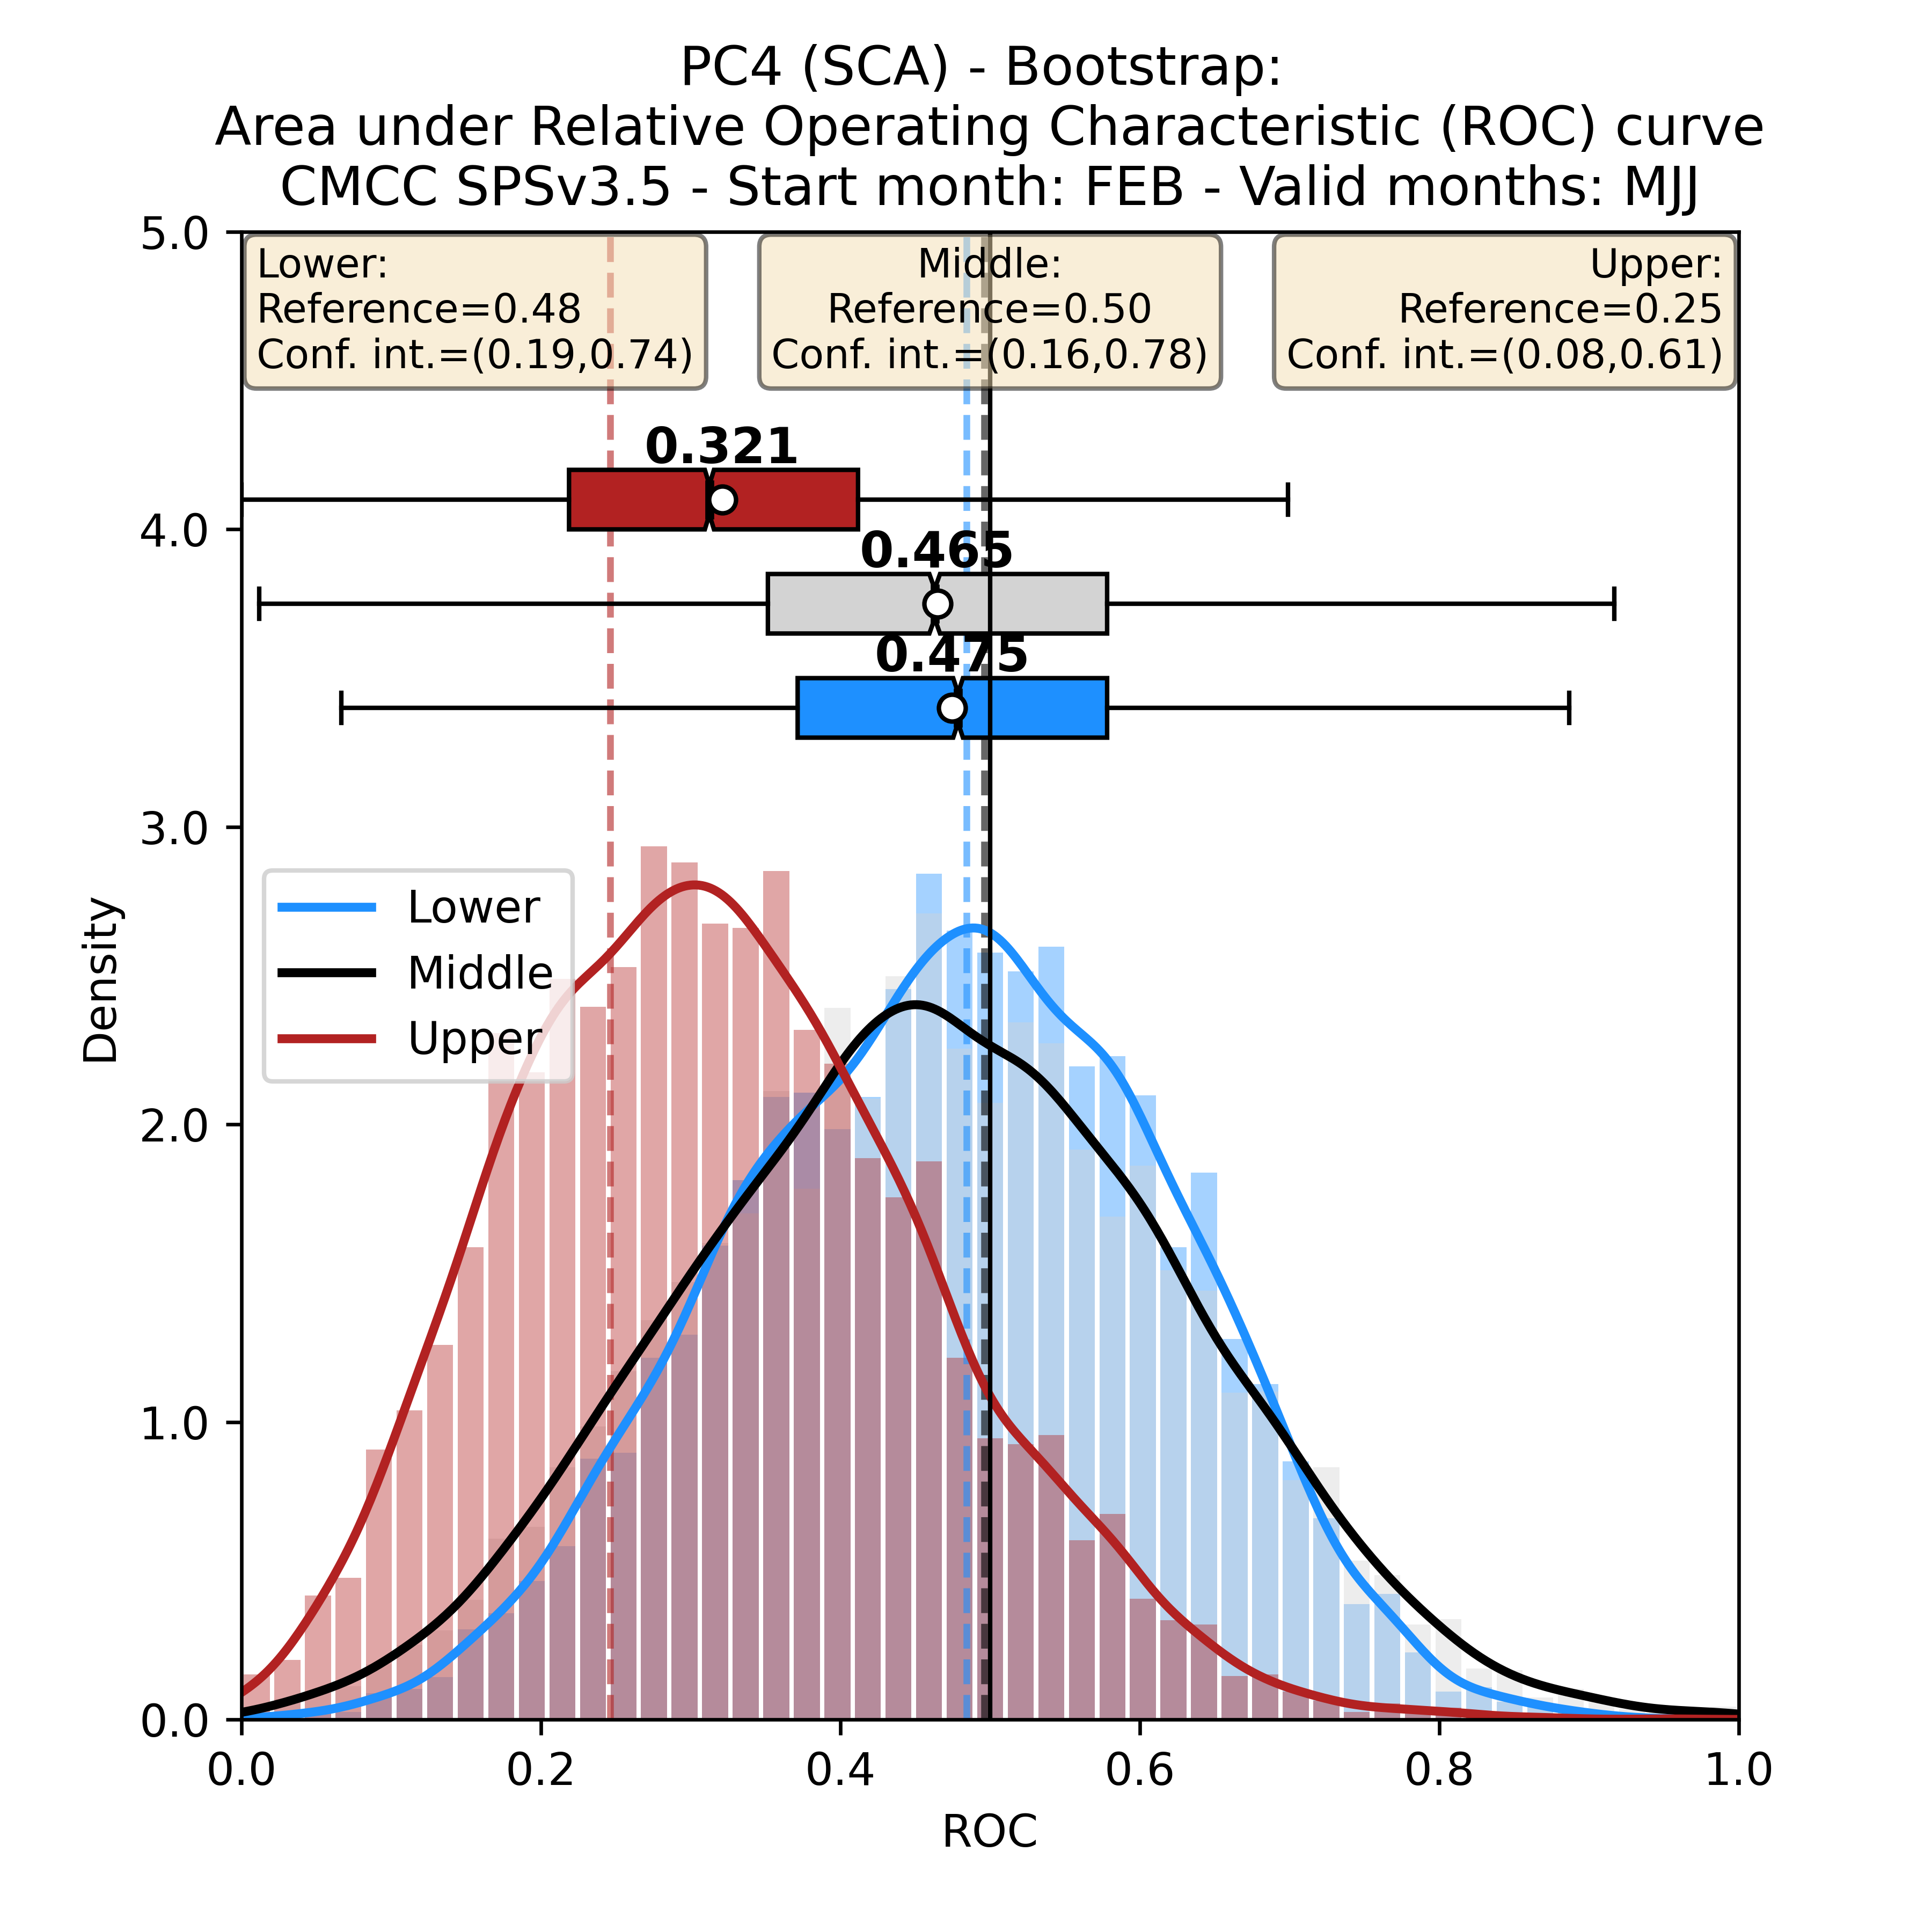 PC4 (SCA) - Bootstrap:
Area under Relative Operating Characteristic (ROC) curve
CMCC SPSv3.5 - Start month: FEB - Valid months: MJJ
5.0
Lower:
Reference=0.48
Conf. int.=(0.19,0.74)
Middle:
Reference=0.50
Conf. int.=(0.16,0.78)
Upper:
Reference=0.25
Conf. int.=(0.08,0.61)
0.321
4.0
0.465
0.475
3.0
Lower
Middle
Upper
Density
2.0
1.0
0.0
0.0 0.2 0.4 0.6 0.8 1.0
ROC